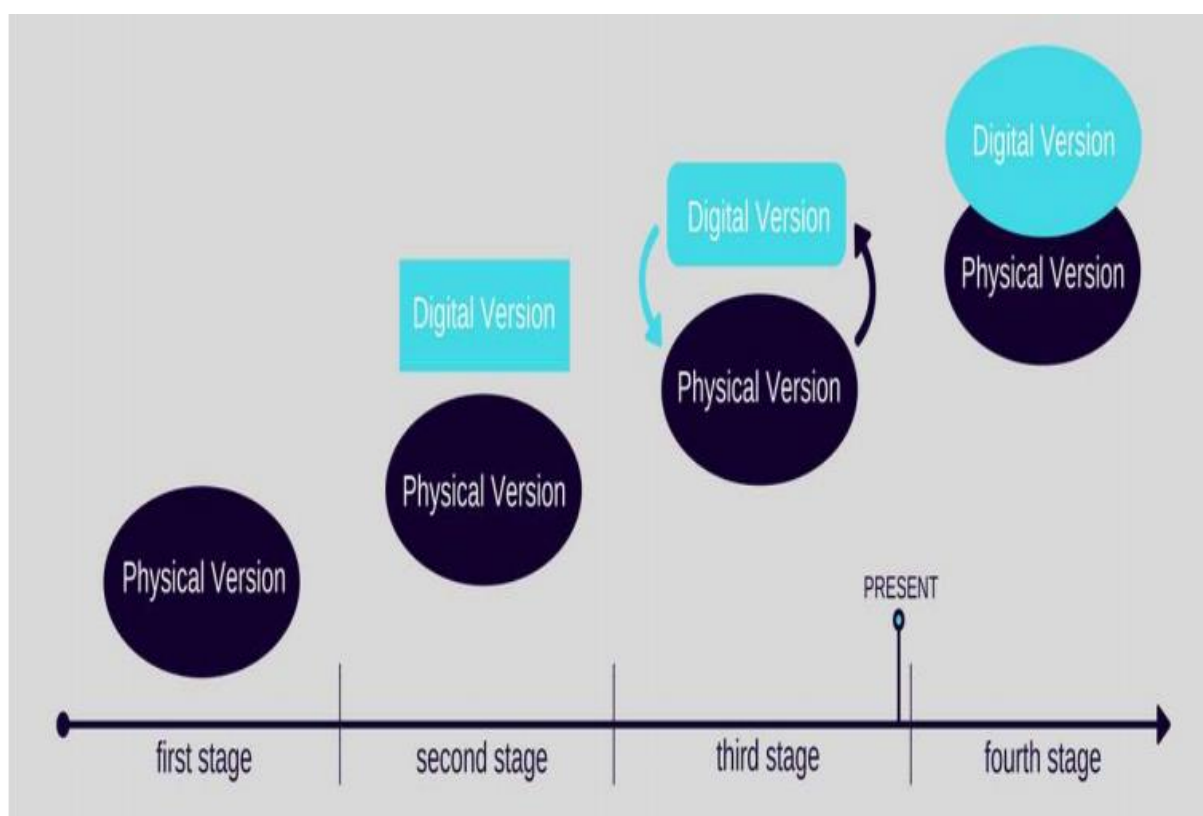 Physical Version
Digital Version
Physical Version
Digital Version
Physical Version
Digital Version
Physical Version
PRESENT
first stage
second stage
third stage
fourth stage